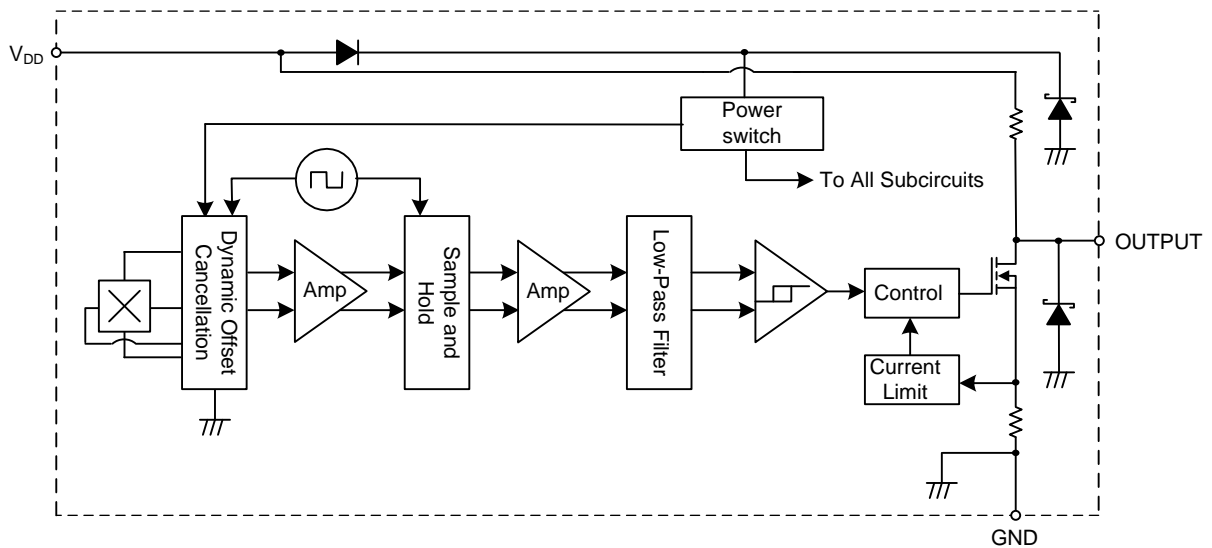 VDD
Power
switch
To All Subcircuits
OUTPUT
Dynamic Offset
Cancellation
Amp
Sample and
Hold
Amp
Low-Pass Filter
Control
Current
Limit
GND